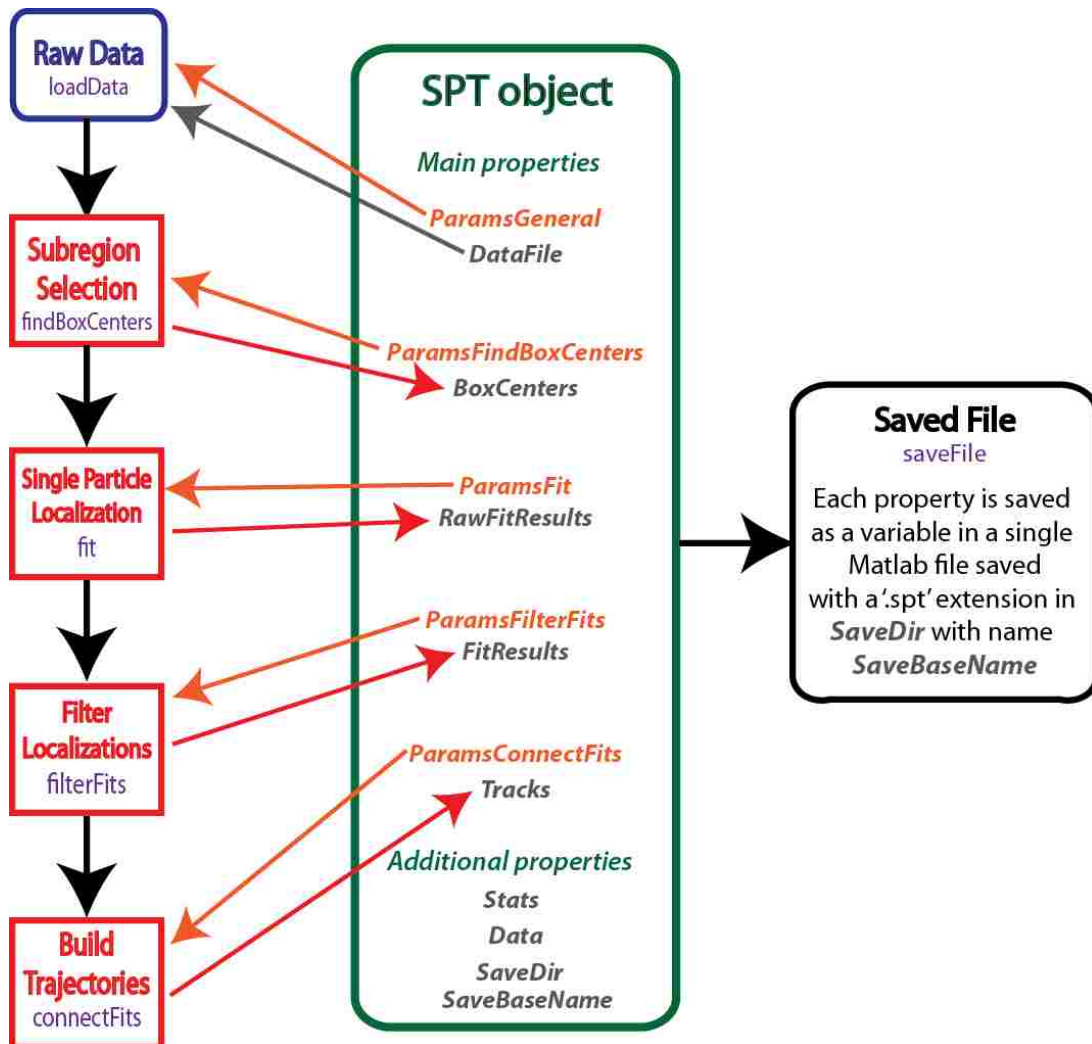 Raw Data
loadData
Subregion
Selection
findBoxCenters
Single Particle
Localization
fit
Filter
Localizations
filterFits
Build
Trajectories
connectFits
SPT object
Main properties
ParamsGeneral
DataFile
ParamsFindBoxCenters
BoxCenters
ParamsFit
RawFitResults
ParamsFilterFits
FitResults
ParamsConnectFits
Tracks
Additional properties
Stats
Data
SaveDir
SaveBaseName
Saved File
saveFile
Each property is saved
as a variable in a single
Matlab file saved
with a '.spt' extension in
SaveDir with name
SaveBaseName